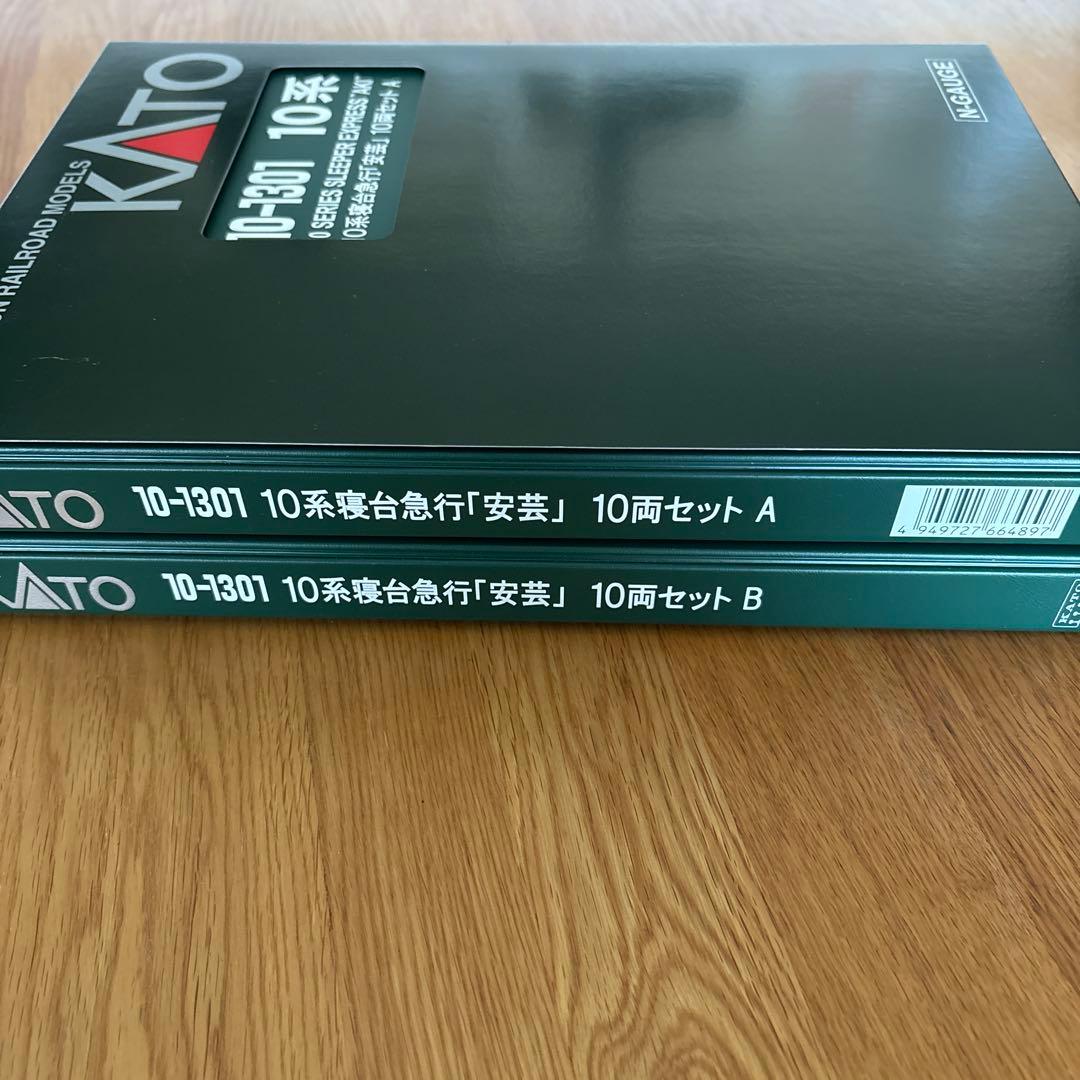 KATO
N RAILROAD MODELS
10-1301 10系
0 SERIES SLEEPER EXPRESS "AKI"
10系寝台急行「安芸」 10両セット A
N-GAUGE
ATO 10-1301 10系寝台急行「安芸」 10両セット A
4 949727 664897
KATO 10-1301 10系寝台急行「安芸」 10両セット B
KATO